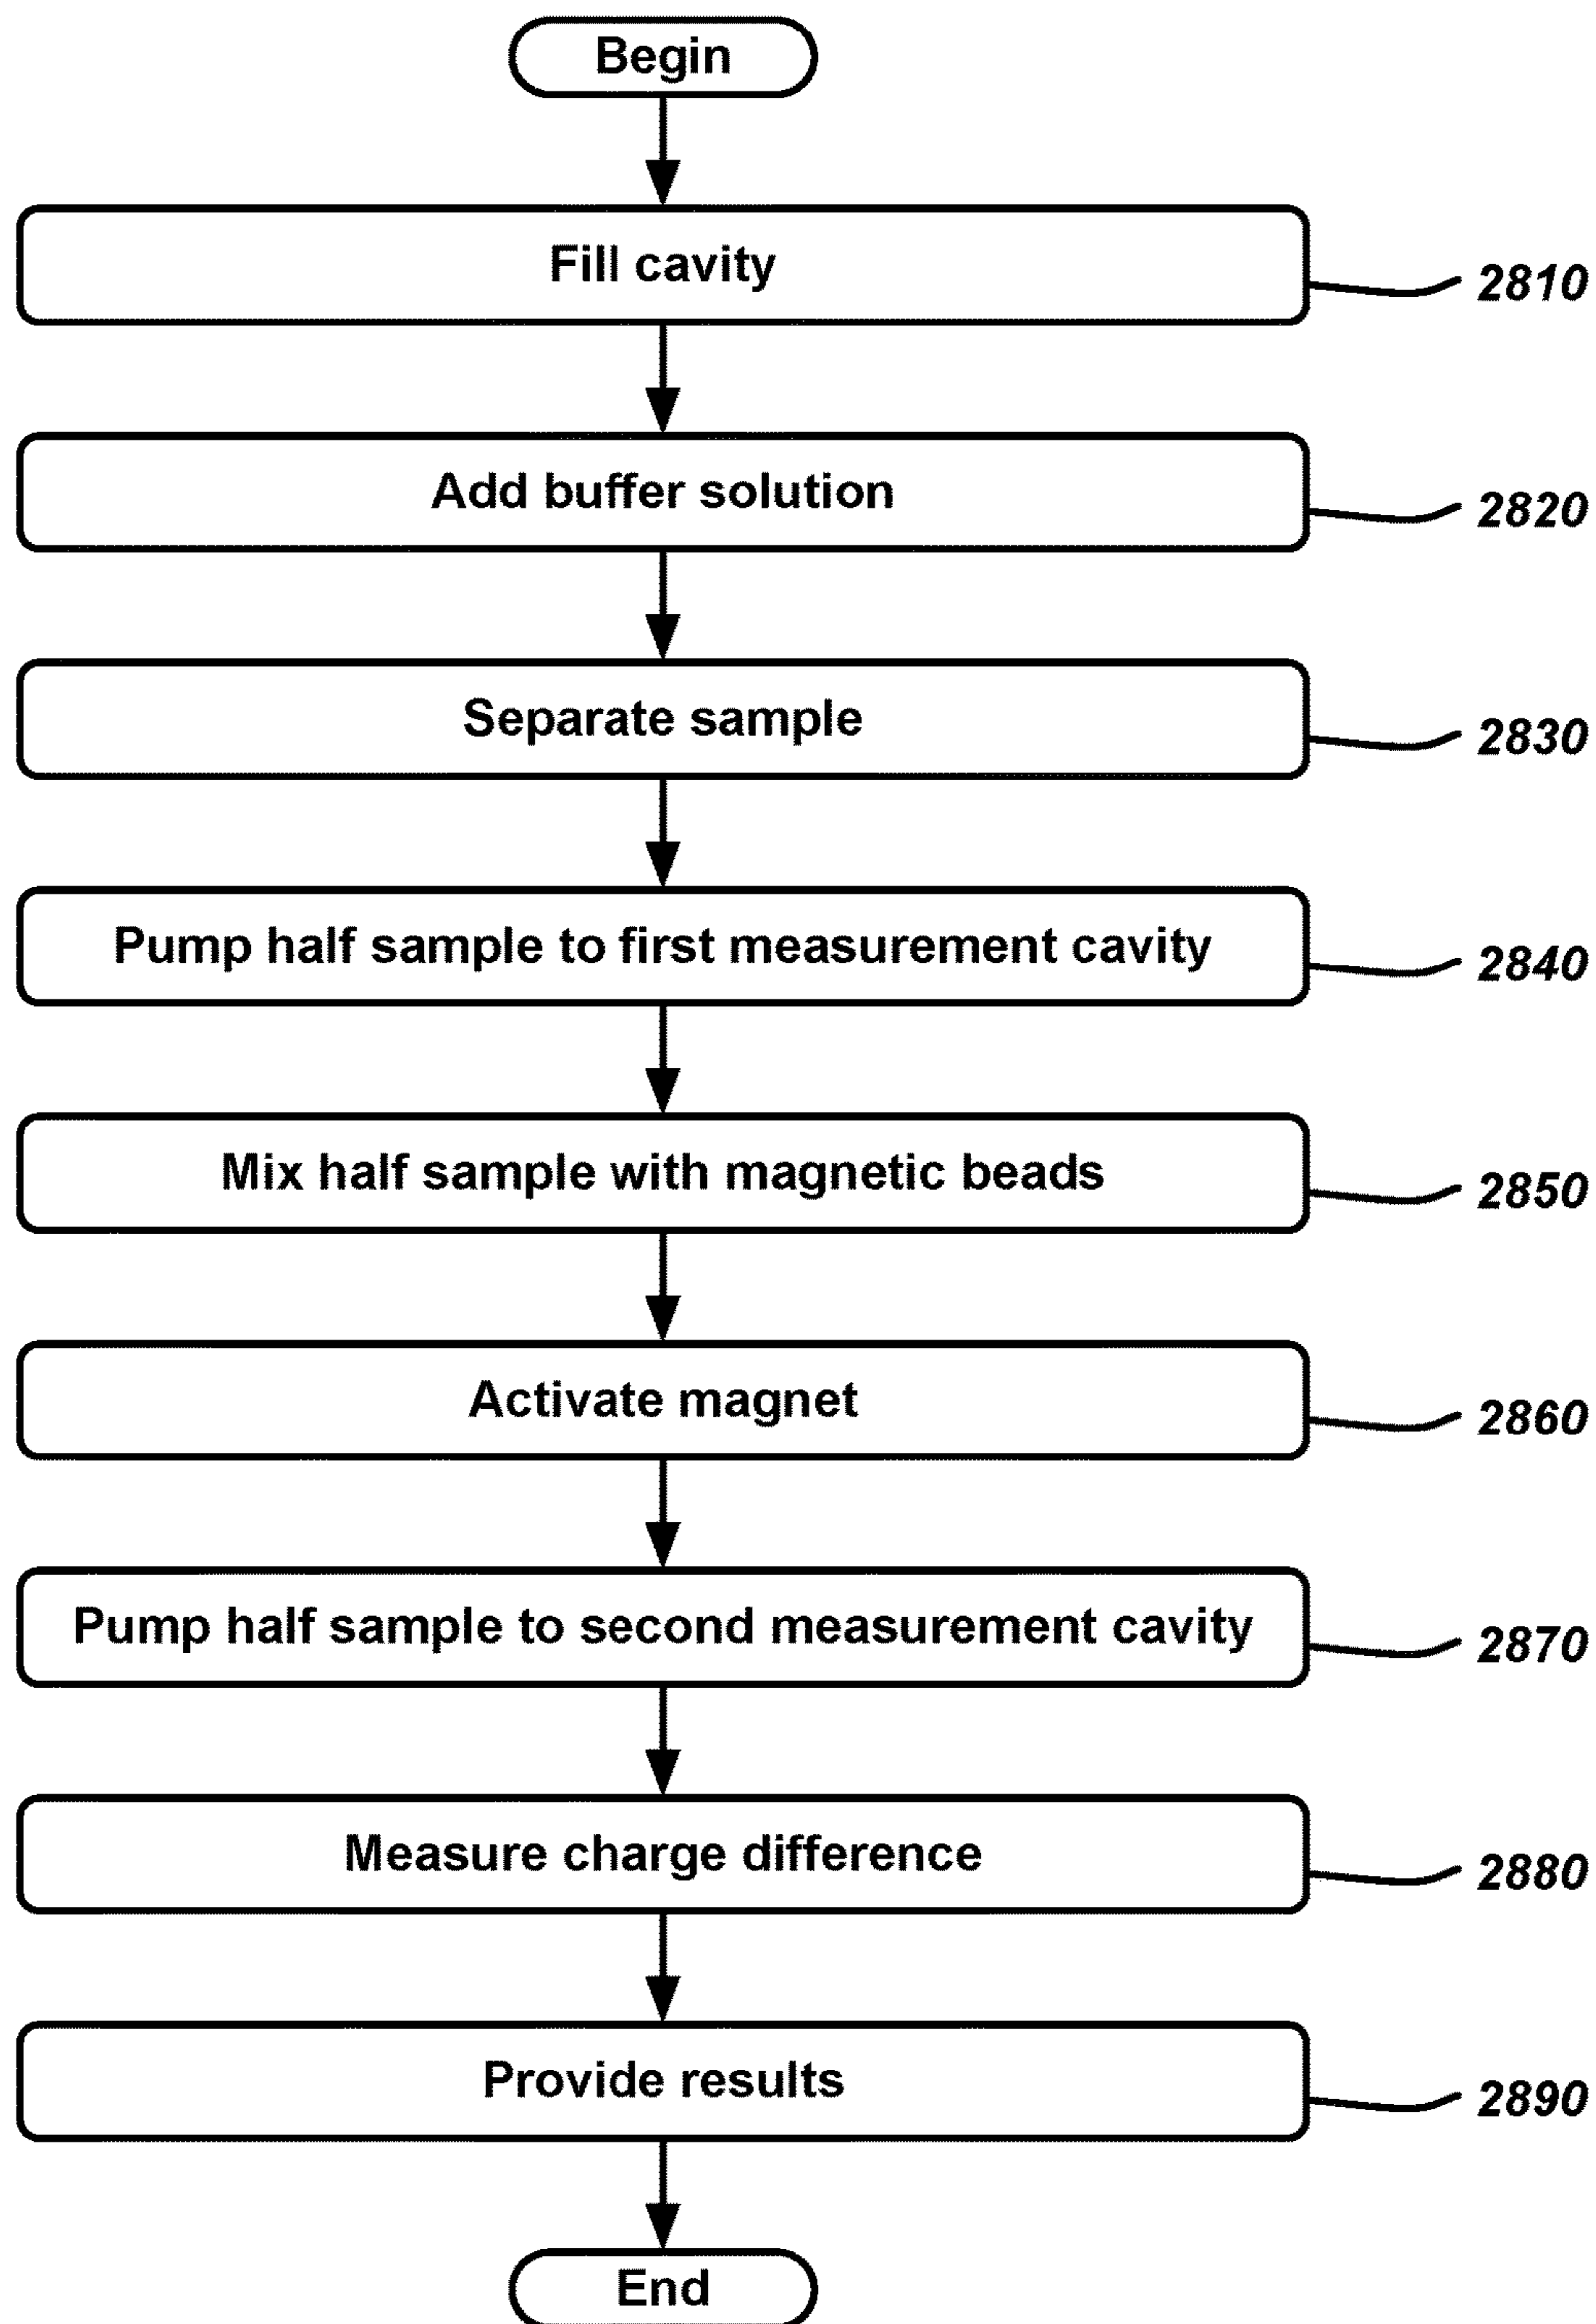 Begin
Fill cavity
2810
Add buffer solution
2820
Separate sample
2830
Pump half sample to first measurement cavity
2840
Mix half sample with magnetic beads
2850
Activate magnet
2860
Pump half sample to second measurement cavity
2870
Measure charge difference
2880
Provide results
2890
End